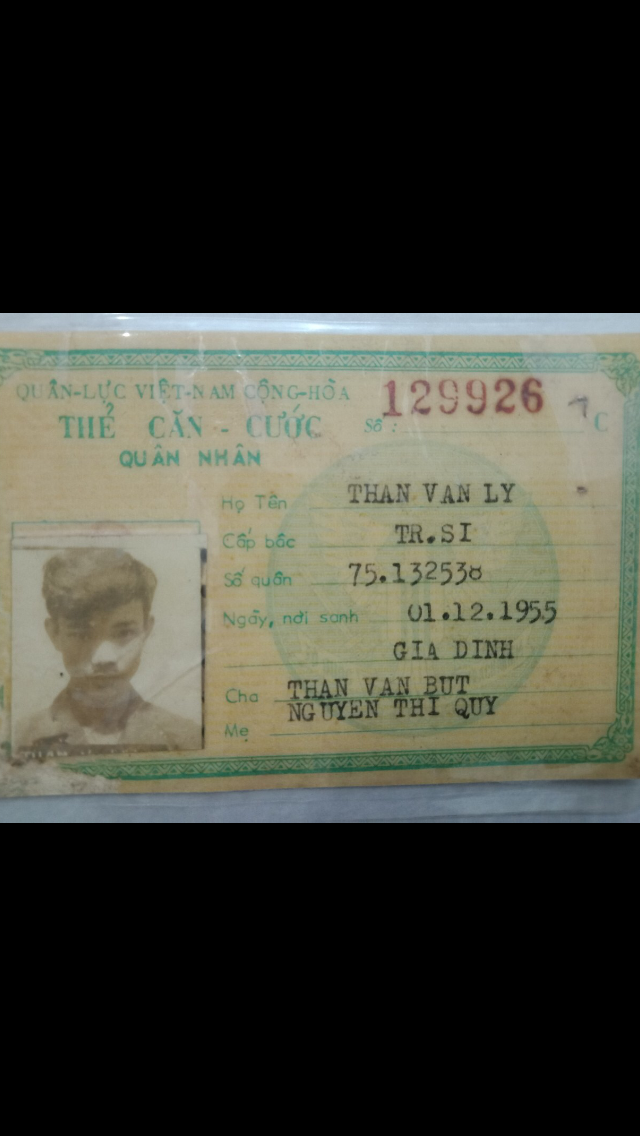 QUÂN-LỰC VIỆT-NAM CỘNG-HÒA
THẺ CĂN - CƯỚC
QUÂN NHÂN
Số : 129926 C
Họ Tên THAN VAN LY
Cấp bác TR.SI
Số quân 75.132538
Ngày, nơi sanh 01.12.1955
GIA DINH
Cha THAN VAN BUT
NGUYEN THI QUY
Mẹ